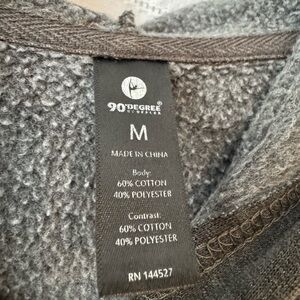 90°DEGREE®
BY REFLEX
M
MADE IN CHINA
Body:
60% COTTON
40% POLYESTER
Contrast:
60% COTTON
40% POLYESTER
RN 144527